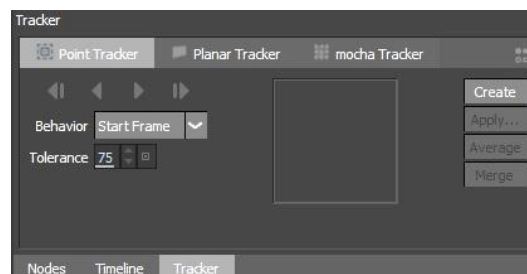 Tracker
Point Tracker Planar Tracker mocha Tracker
Create
Behavior Start Frame Apply...
Average
Tolerance 75
Merge
Nodes Timeline Tracker